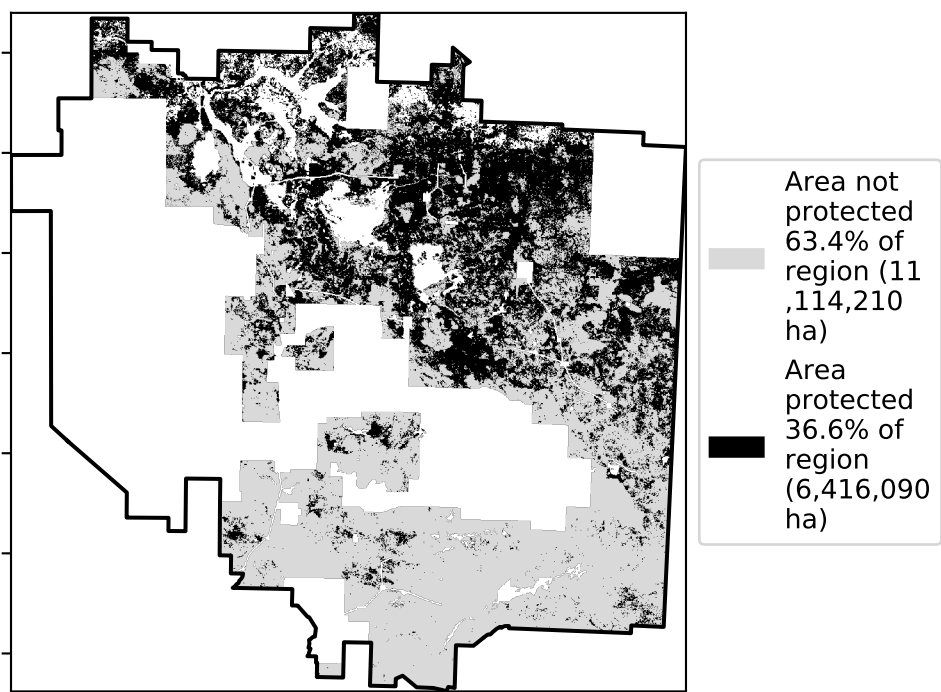 Area not
protected
63.4% of
region (11
,114,210
ha)
Area
protected
36.6% of
region
(6,416,090
ha)